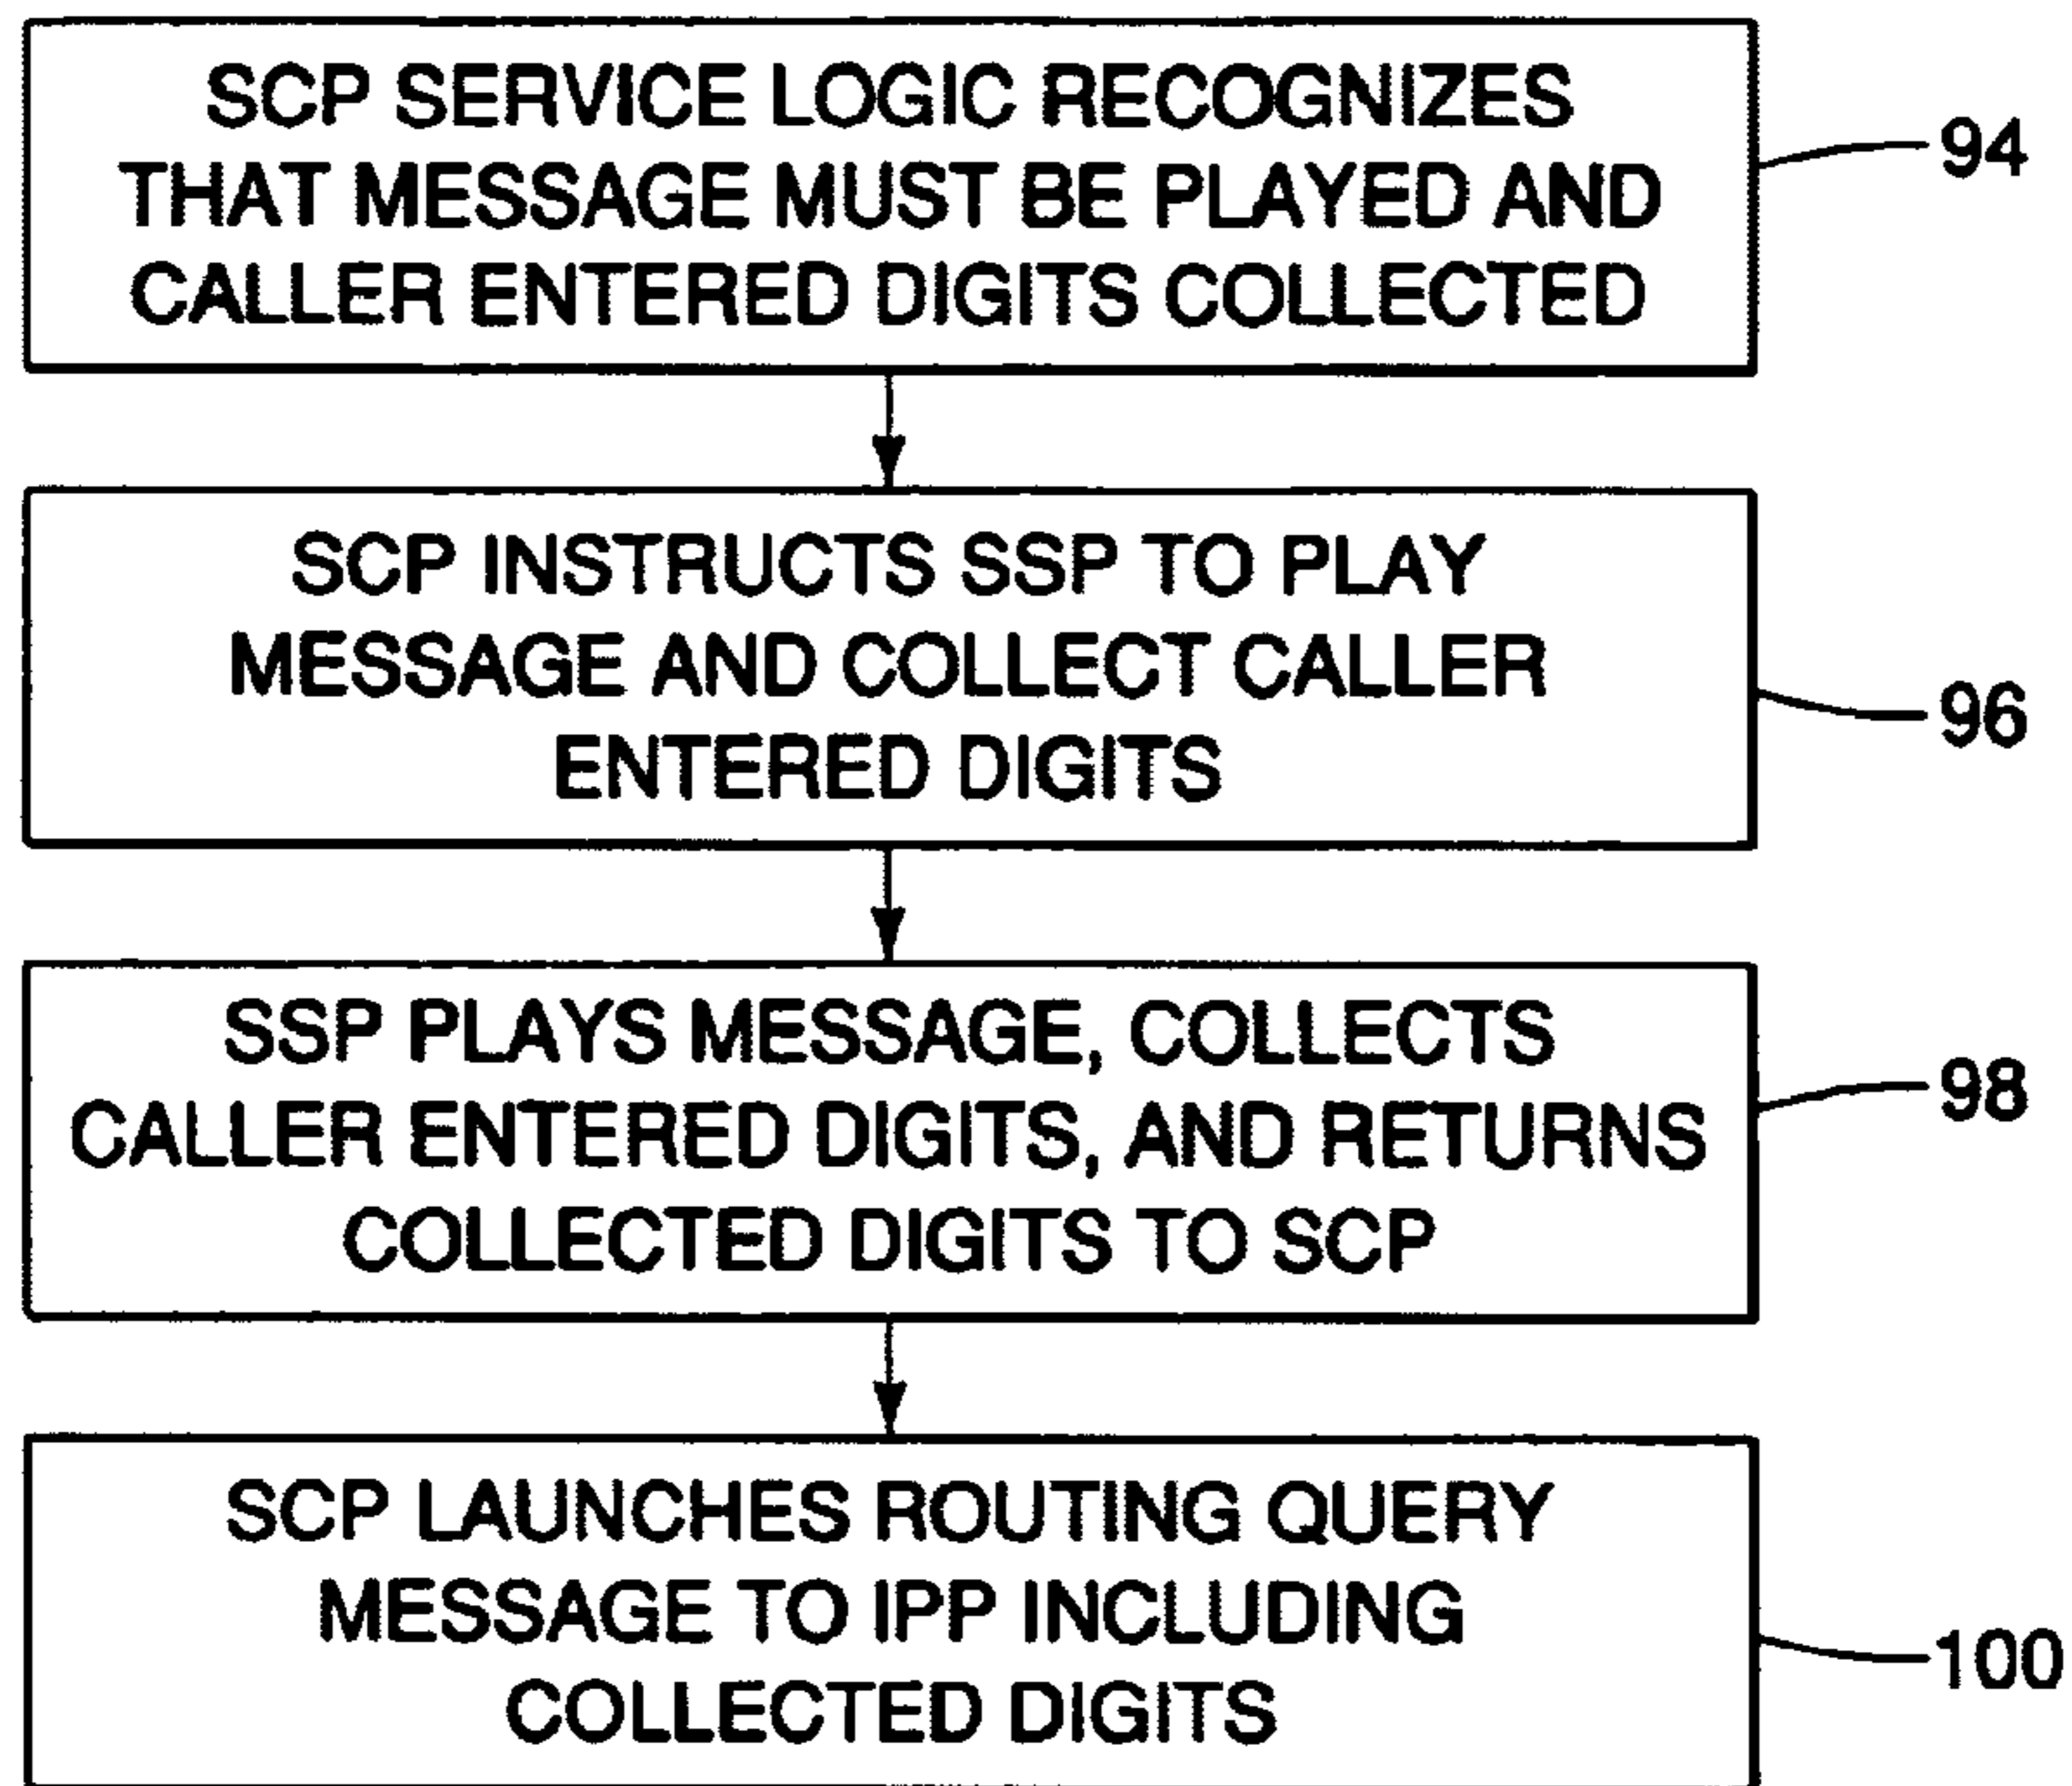 SCP SERVICE LOGIC RECOGNIZES
THAT MESSAGE MUST BE PLAYED AND
CALLER ENTERED DIGITS COLLECTED
94
SCP INSTRUCTS SSP TO PLAY
MESSAGE AND COLLECT CALLER
ENTERED DIGITS
96
SSP PLAYS MESSAGE, COLLECTS
CALLER ENTERED DIGITS, AND RETURNS
COLLECTED DIGITS TO SCP
98
SCP LAUNCHES ROUTING QUERY
MESSAGE TO IPP INCLUDING
COLLECTED DIGITS
100